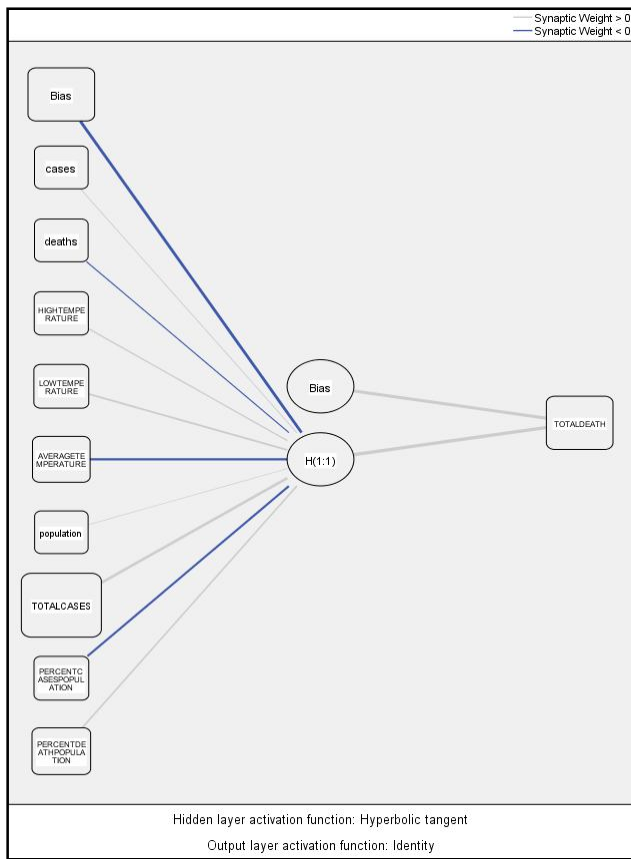 Synaptic Weight > 0
Synaptic Weight < 0
Bias
cases
deaths
HIGHTEMPE
RATURE
LOWTEMPE
RATURE
AVERAGETE
MPERATURE
population
TOTALCASES
PERCENTC
ASESPOPUL
ATION
PERCENTDE
ATHPOPULA
TION
Bias
H(1:1)
TOTALDEATH
Hidden layer activation function: Hyperbolic tangent
Output layer activation function: Identity